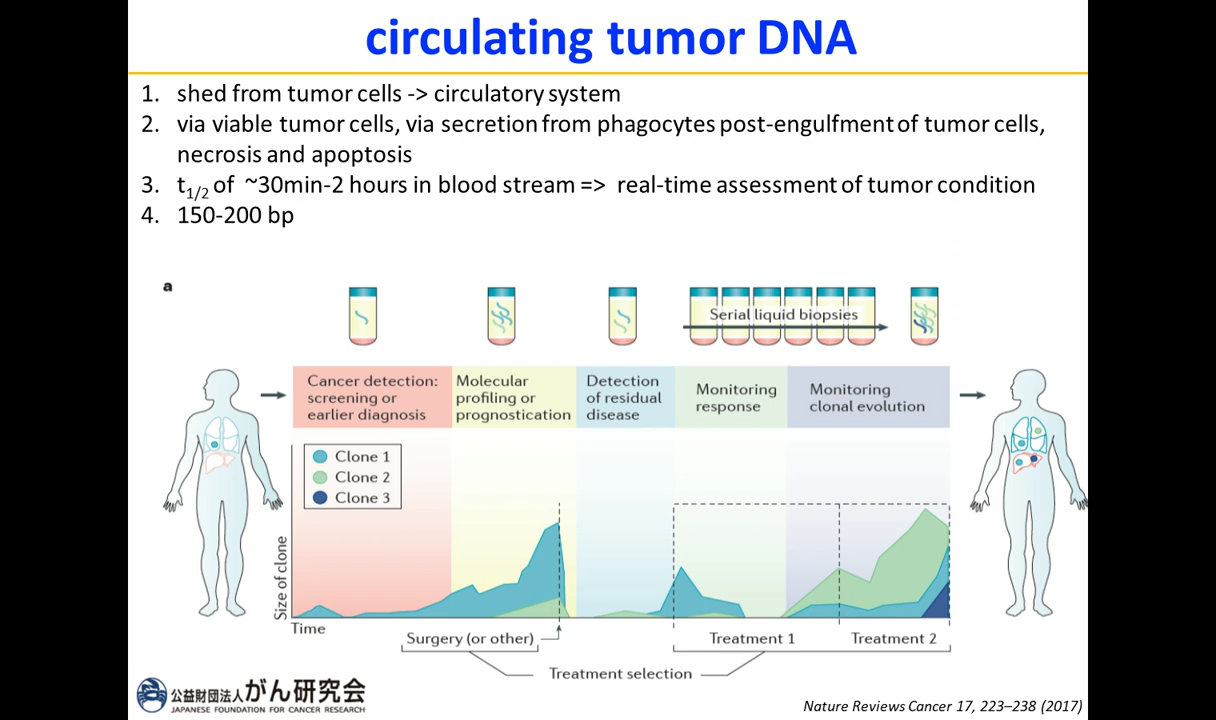 circulating tumor DNA
1. shed from tumor cells -> circulatory system
2. via viable tumor cells, via secretion from phagocytes post-engulfment of tumor cells,
necrosis and apoptosis
3. t1/2 of ~30min-2 hours in blood stream => real-time assessment of tumor condition
4. 150-200 bp
a
Serial liquid biopsies
Cancer detection:
screening or
earlier diagnosis
Molecular
profiling or
prognostication
Detection
of residual
disease
Monitoring
response
Monitoring
clonal evolution
Clone 1
Clone 2
Clone 3
Size of clone
Time
Surgery (or other)
Treatment 1
Treatment 2
Treatment selection
公益財団法人がん研究会
JAPANESE FOUNDATION FOR CANCER RESEARCH
Nature Reviews Cancer 17, 223–238 (2017)